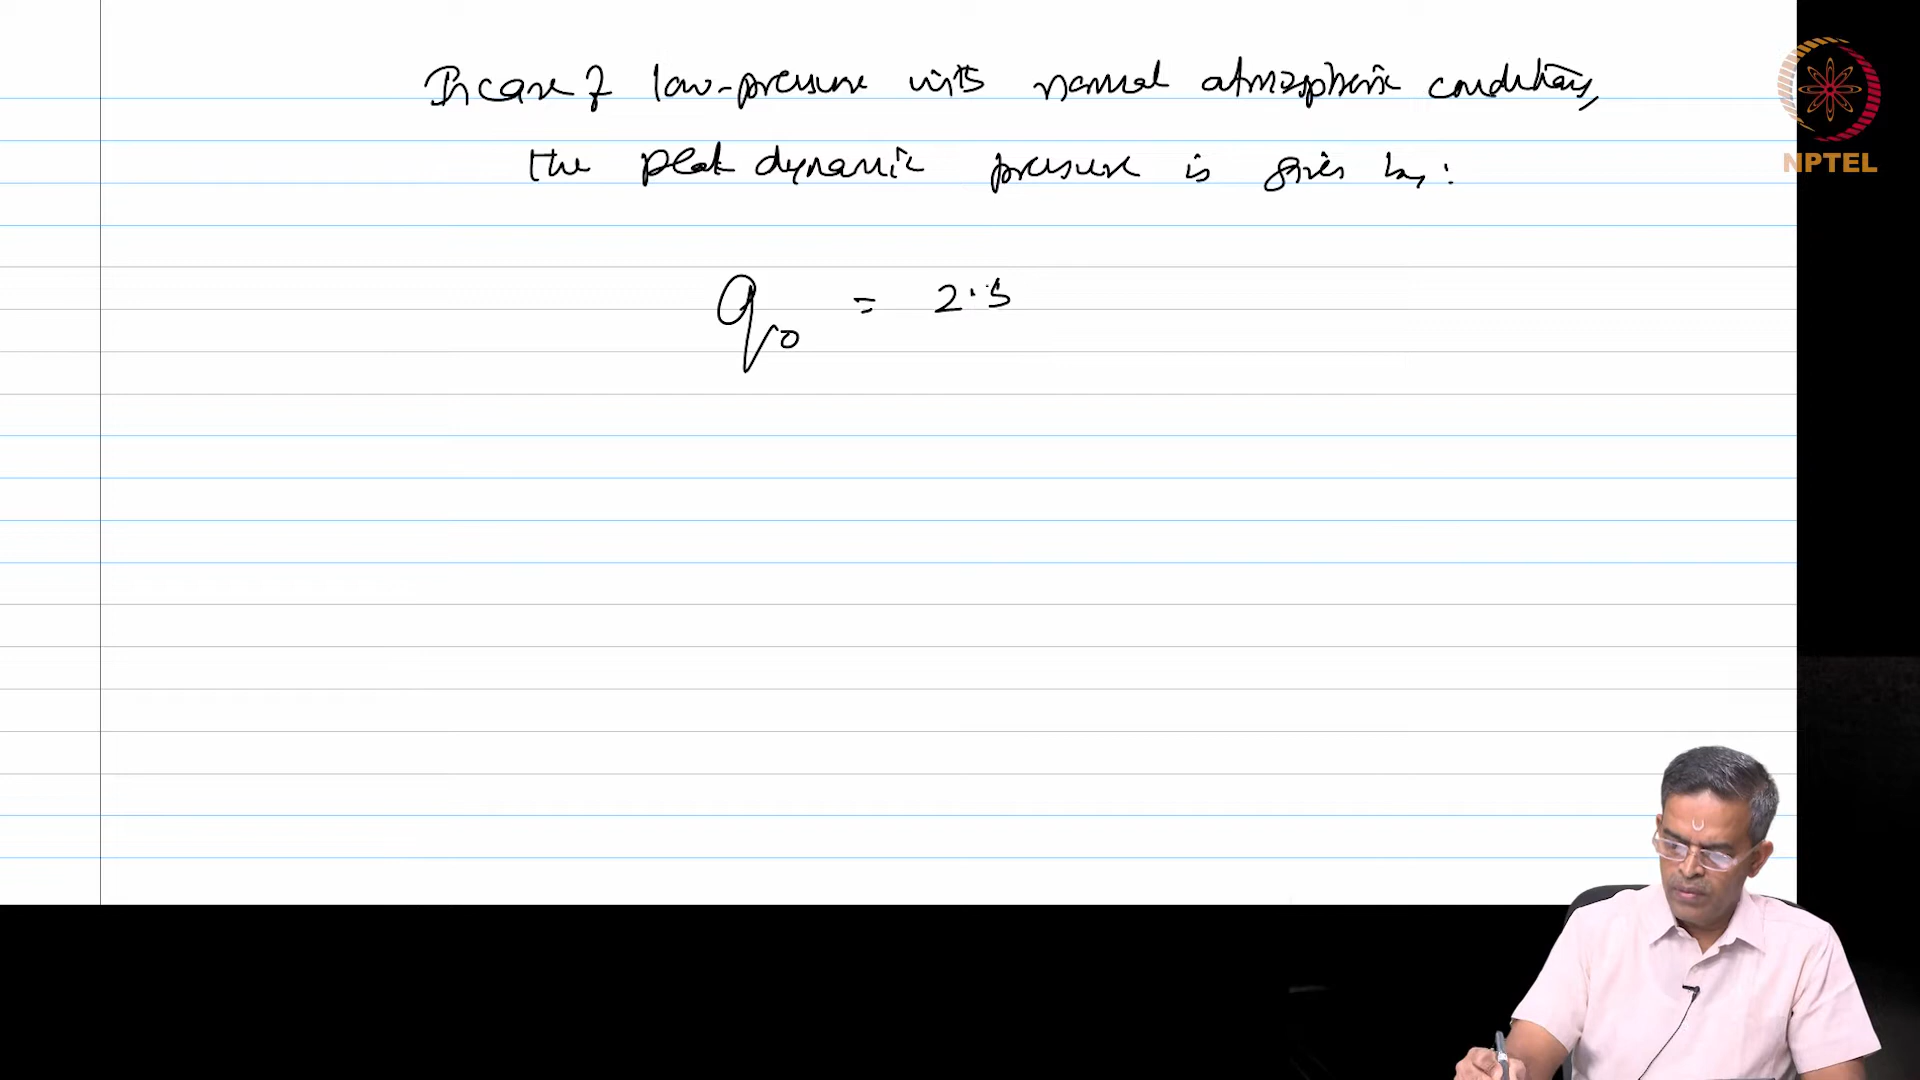 In case of low-pressure with normal atmospheric conditions,
the peak dynamic pressure is given by:
q0 = 2.5
NPTEL